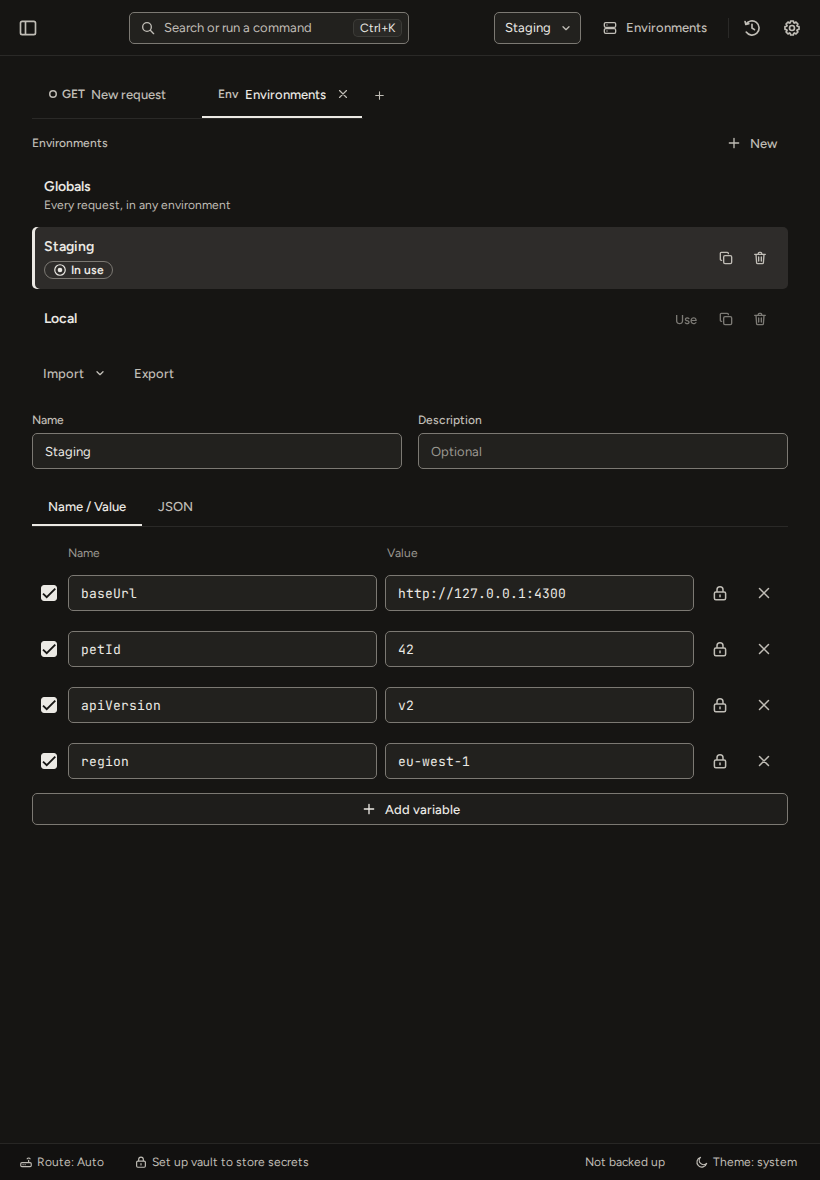 Search or run a command Ctrl+K Staging Environments
GET New request Env Environments
Environments New
Globals
Every request, in any environment
Staging
In use
Local Use
Import Export
Name Description
Staging Optional
Name / Value JSON
Name Value
baseUrl http://127.0.0.1:4300
petId 42
apiVersion v2
region eu-west-1
Add variable
Route: Auto Set up vault to store secrets Not backed up Theme: system